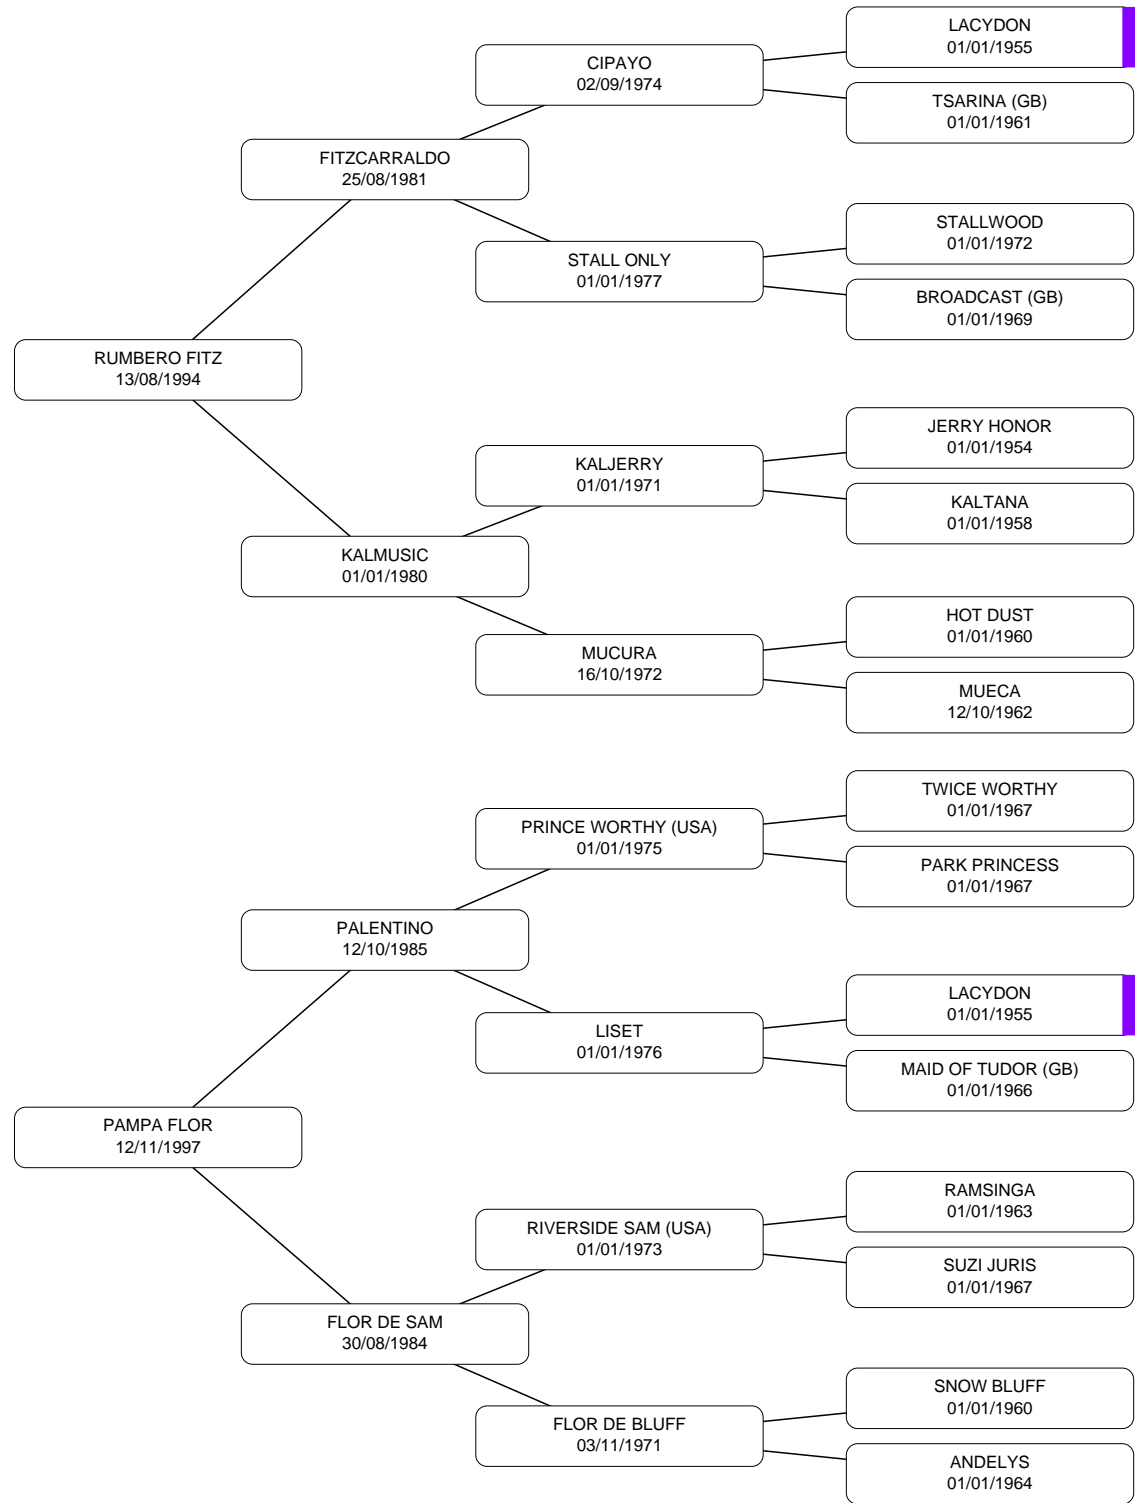 LACYDON
01/01/1955
CIPAYO
02/09/1974
TSARINA (GB)
01/01/1961
FITZCARRALDO
25/08/1981
STALLWOOD
01/01/1972
STALL ONLY
01/01/1977
BROADCAST (GB)
01/01/1969
RUMBERO FITZ
13/08/1994
JERRY HONOR
01/01/1954
KALJERRY
01/01/1971
KALTANA
01/01/1958
KALMUSIC
01/01/1980
HOT DUST
01/01/1960
MUCURA
16/10/1972
MUECA
12/10/1962
TWICE WORTHY
01/01/1967
PRINCE WORTHY (USA)
01/01/1975
PARK PRINCESS
01/01/1967
PALENTINO
12/10/1985
LACYDON
01/01/1955
LISET
01/01/1976
MAID OF TUDOR (GB)
01/01/1966
PAMPA FLOR
12/11/1997
RAMSINGA
01/01/1963
RIVERSIDE SAM (USA)
01/01/1973
SUZI JURIS
01/01/1967
FLOR DE SAM
30/08/1984
SNOW BLUFF
01/01/1960
FLOR DE BLUFF
03/11/1971
ANDELYS
01/01/1964